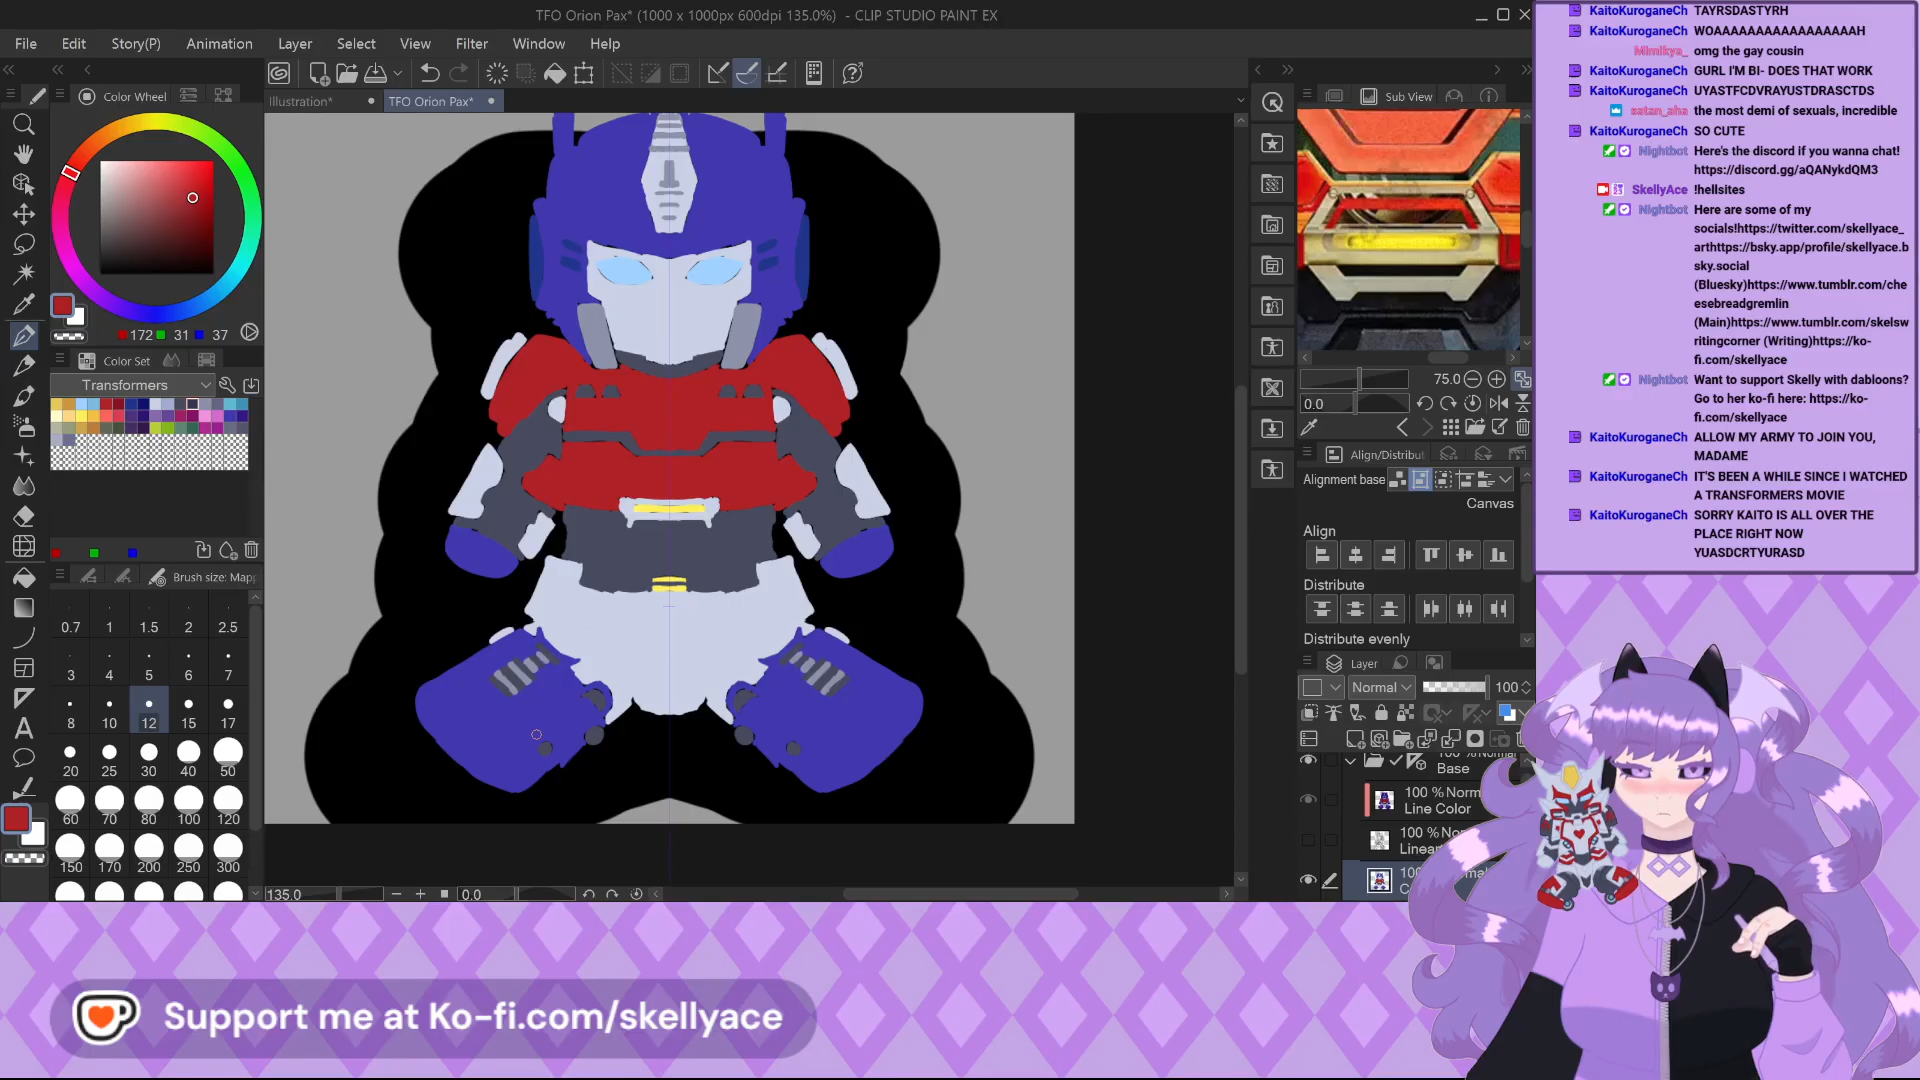 TFO Orion Pax* (1000 x 1000px 600dpi 135.0%) - CLIP STUDIO PAINT EX
File Edit Story(P) Animation Layer Select View Filter Window Help
Color Wheel
Illustration* TFO Orion Pax*
172 31 37
Color Set
Transformers
Brush size:
0.7 1 1.5 2 2.5
3 4 5 6 7
8 10 12 15 17
20 25 30 40 50
60 70 80 100 120
150 170 200 250 300
135.0 0.0
Sub View
75.0
0.0
Align/Distribut
Alignment base
Canvas
Align
Distribute
Distribute evenly
Layer
Normal 100
Base
100 % Norm
Line Color
100 %
KaitoKuroganeCh TAYRSDASTYRH
KaitoKuroganeCh WOAAAAAAAAAAAAAAAAAH
Mimikya_ omg the gay cousin
KaitoKuroganeCh GURL I'M BI- DOES THAT WORK
KaitoKuroganeCh UYASTFCDVRAYUSTDRASCTDS
satan_aha the most demi of sexuals, incredible
KaitoKuroganeCh SO CUTE
Nightbot Here's the discord if you wanna chat!
https://discord.gg/aQANykdQM3
SkellyAce !hellsites
Nightbot Here are some of my
socials!https://twitter.com/skellyace_
arthttps://bsky.app/profile/skellyace.b
sky.social
(Bluesky)https://www.tumblr.com/che
esebreadgremlin
(Main)https://www.tumblr.com/skelsw
ritingcorner (Writing)https://ko-
fi.com/skellyace
Nightbot Want to support Skelly with dabloons?
Go to her ko-fi here: https://ko-
fi.com/skellyace
KaitoKuroganeCh ALLOW MY ARMY TO JOIN YOU,
MADAME
KaitoKuroganeCh IT'S BEEN A WHILE SINCE I WATCHED
A TRANSFORMERS MOVIE
KaitoKuroganeCh SORRY KAITO IS ALL OVER THE
PLACE RIGHT NOW
YUASDCRTYURASD
Support me at Ko-fi.com/skellyace